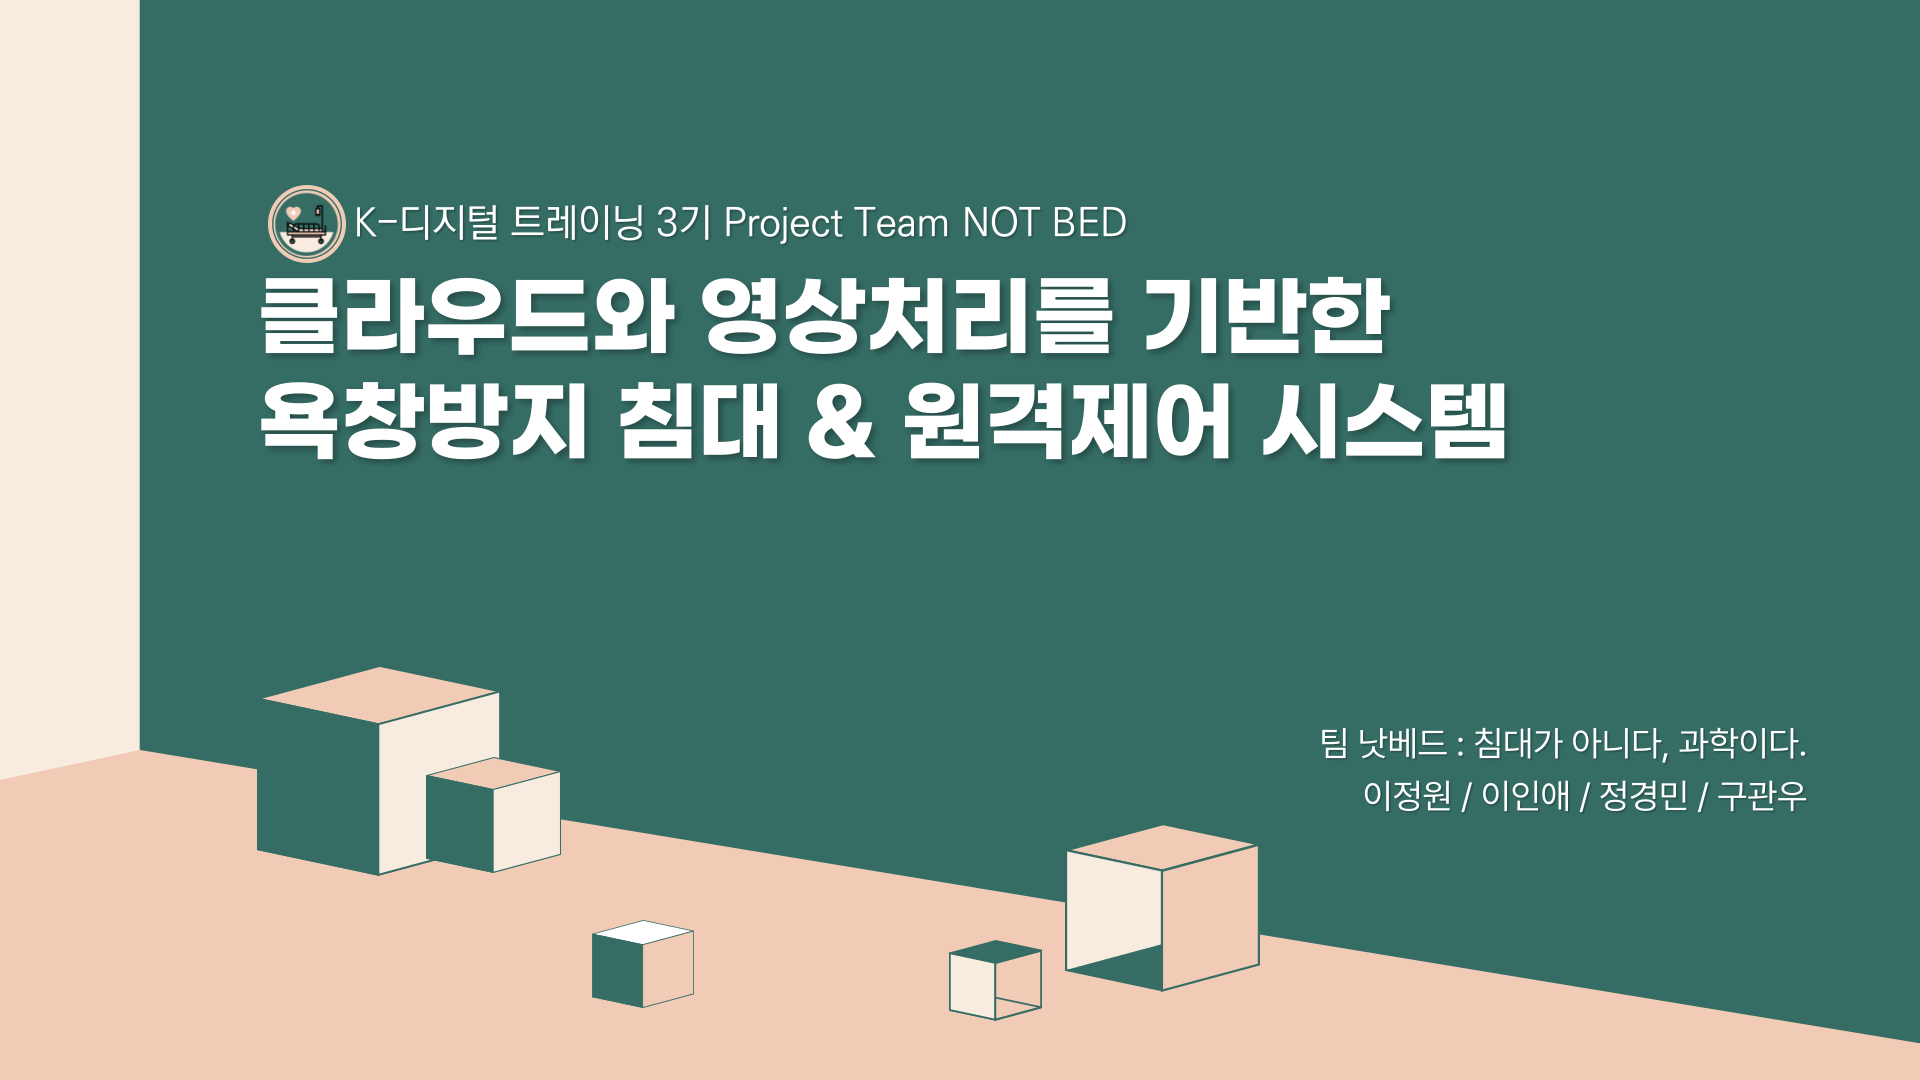 K-디지털 트레이닝 3기 Project Team NOT BED
클라우드와 영상처리를 기반한
욕창방지 침대 & 원격제어 시스템
팀 낫베드 : 침대가 아니다, 과학이다.
이정원 / 이인애 / 정경민 / 구관우